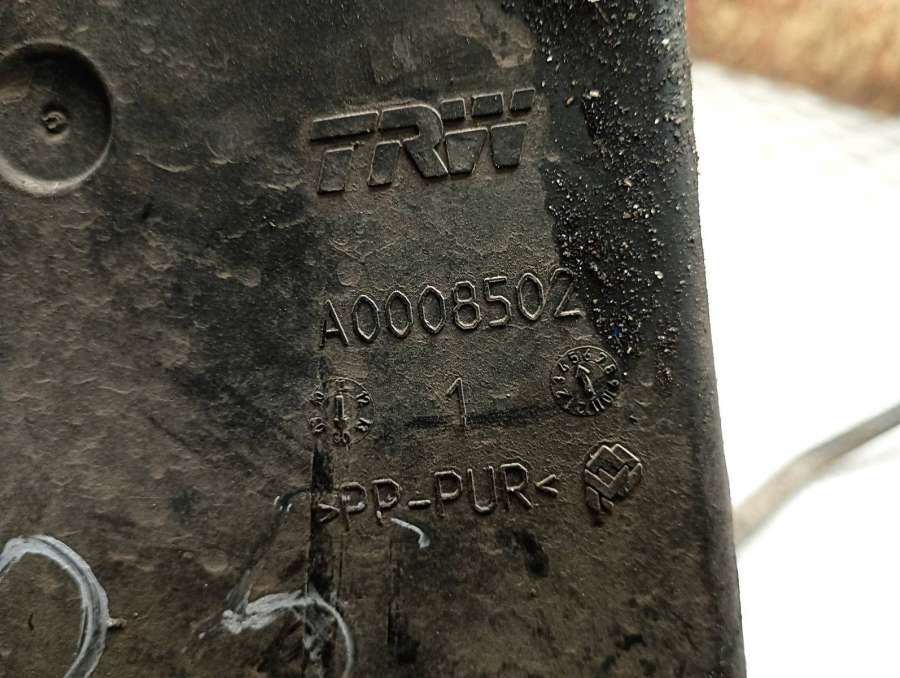 TRW
A0008502
1
>PP-PUR<